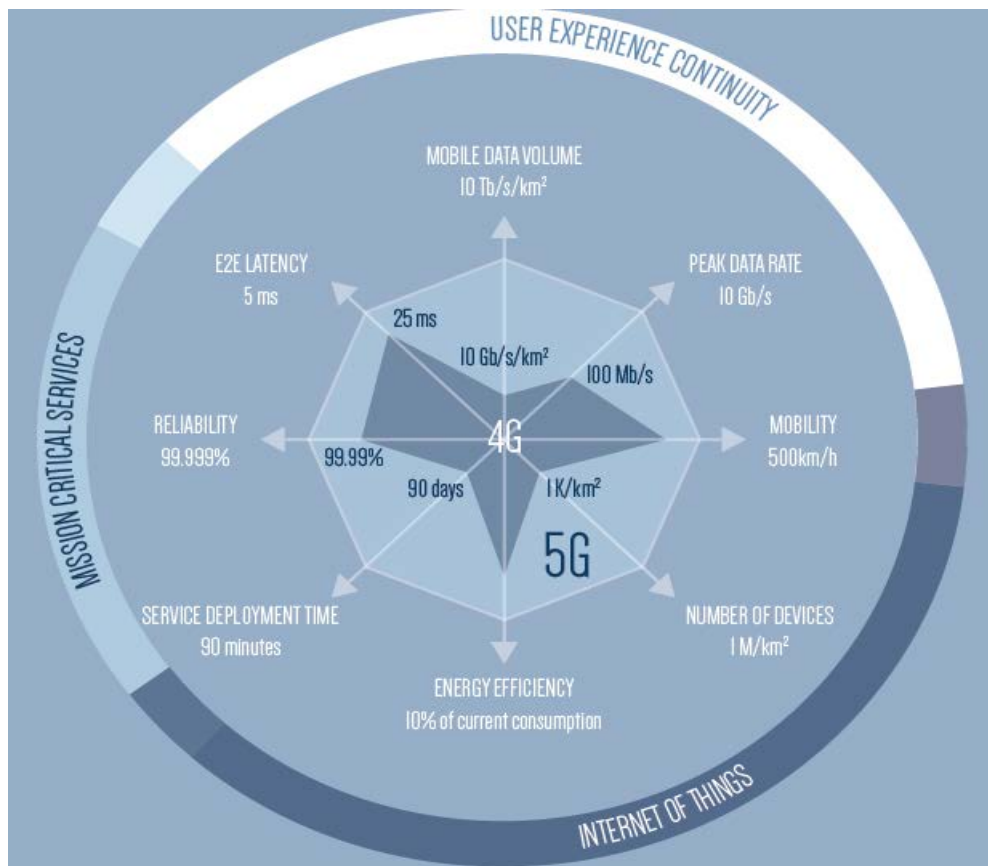 USER EXPERIENCE CONTINUITY
MOBILE DATA VOLUME
10 Tb/s/km²
E2E LATENCY
5 ms
PEAK DATA RATE
10 Gb/s
25 ms
10 Gb/s/km²
100 Mb/s
MISSION CRITICAL SERVICES
RELIABILITY
99.999%
4G
MOBILITY
500km/h
99.99%
90 days
1 K/km²
5G
SERVICE DEPLOYMENT TIME
90 minutes
NUMBER OF DEVICES
1 M/km²
ENERGY EFFICIENCY
10% of current consumption
INTERNET OF THINGS